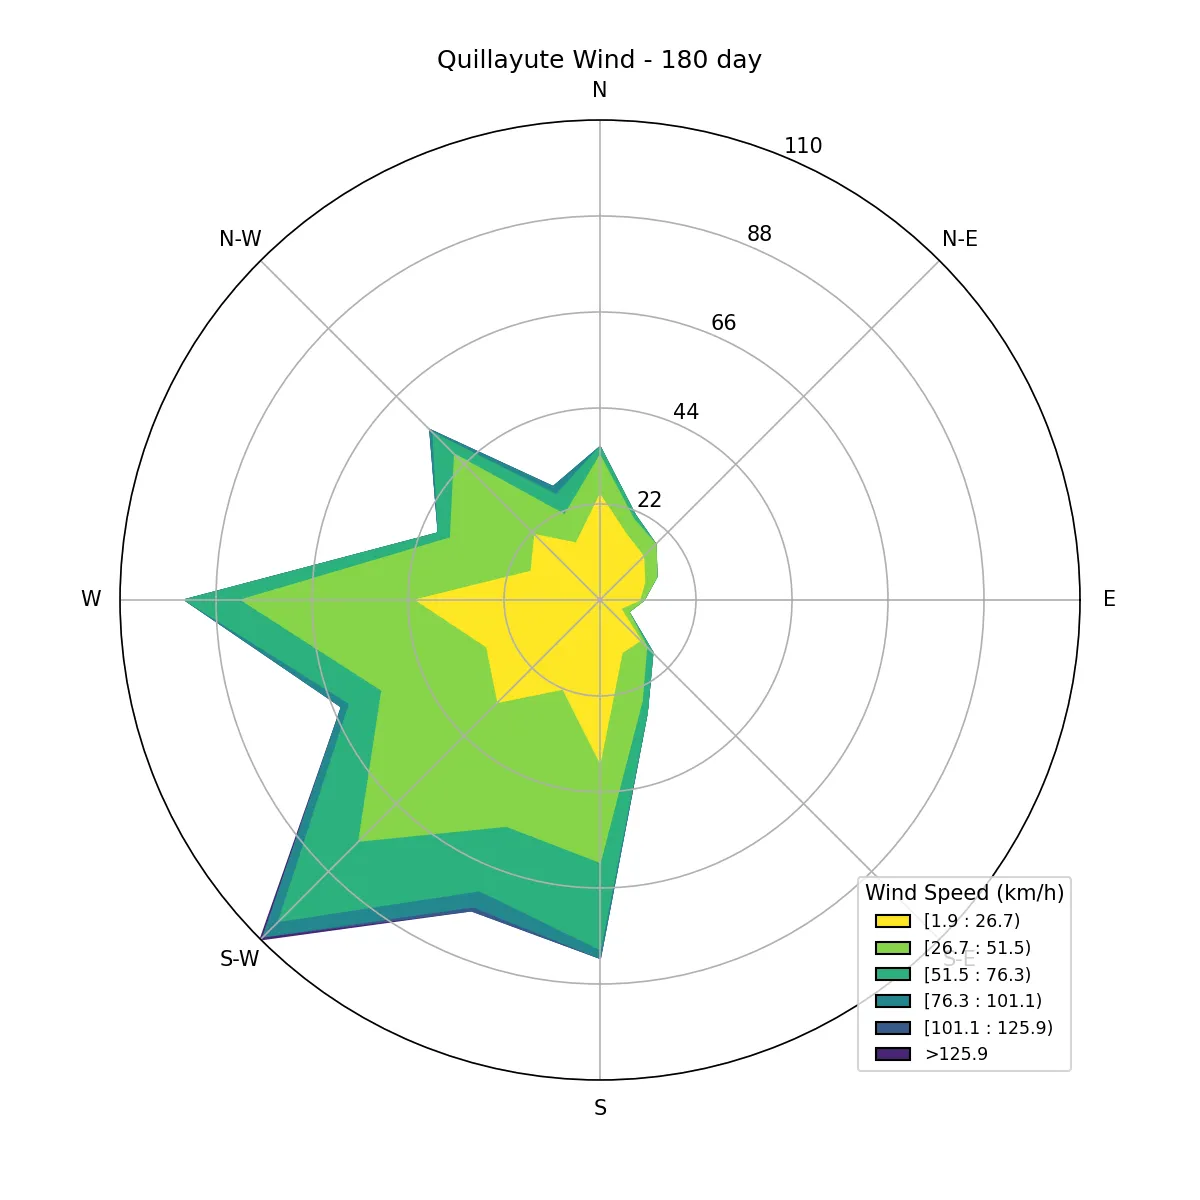 Quillayute Wind - 180 day
N
110
88
N-W
N-E
66
44
22
W
E
Wind Speed (km/h)
[1.9 : 26.7)
[26.7 : 51.5)
S-W
S-E
[51.5 : 76.3)
[76.3 : 101.1)
[101.1 : 125.9)
>125.9
S